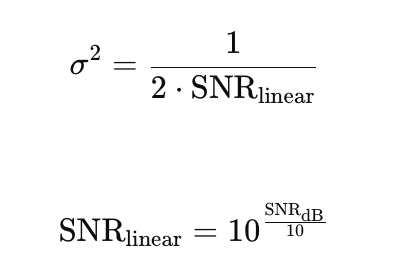 σ² = 1 / (2 · SNR_linear)
SNR_linear = 10^(SNR_dB / 10)